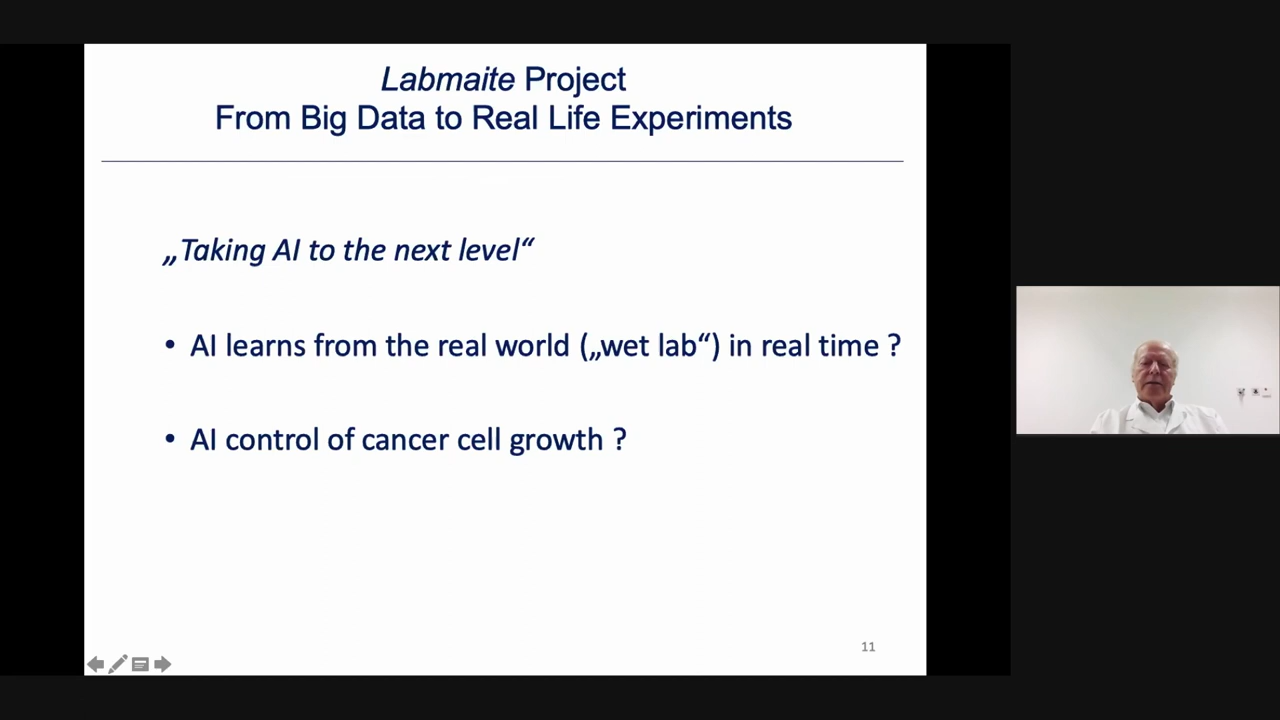 Labmaite Project
From Big Data to Real Life Experiments
„Taking AI to the next level“
• AI learns from the real world („wet lab“) in real time ?
• AI control of cancer cell growth ?
11